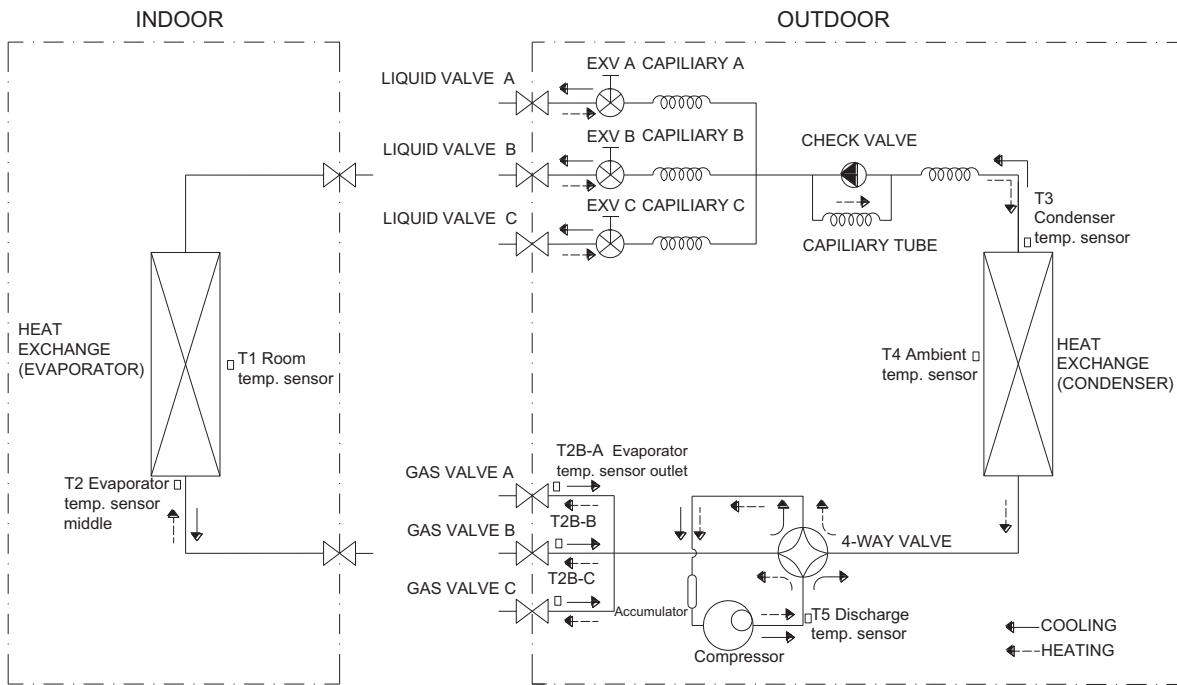 INDOOR
OUTDOOR
LIQUID VALVE A
EXV A CAPILIARY A
LIQUID VALVE B
EXV B CAPILIARY B
LIQUID VALVE C
EXV C CAPILIARY C
CHECK VALVE
CAPILIARY TUBE
T3
Condenser
temp. sensor
HEAT
EXCHANGE
(EVAPORATOR)
T1 Room
temp. sensor
T4 Ambient
temp. sensor
HEAT
EXCHANGE
(CONDENSER)
T2 Evaporator
temp. sensor
middle
GAS VALVE A
T2B-A Evaporator
temp. sensor outlet
GAS VALVE B
T2B-B
GAS VALVE C
T2B-C
4-WAY VALVE
Accumulator
Compressor
T5 Discharge
temp. sensor
COOLING
HEATING